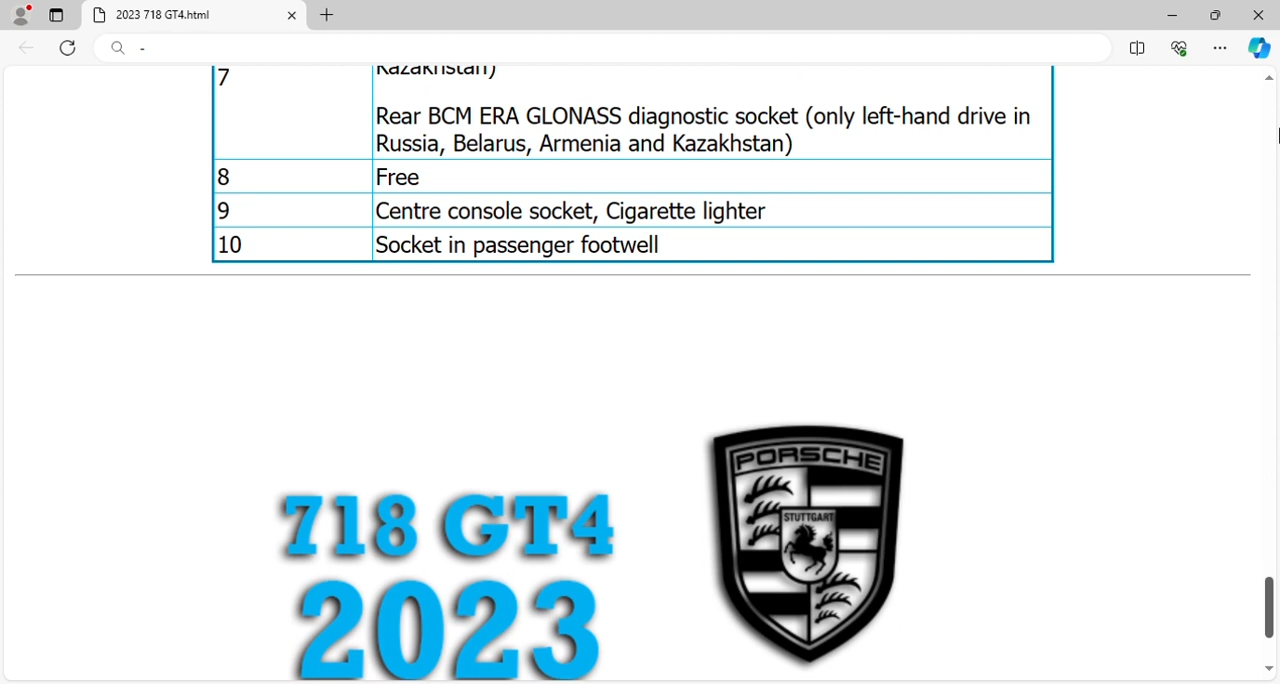 2023 718 GT4.html
-
7
Kazakhstan)
Rear BCM ERA GLONASS diagnostic socket (only left-hand drive in
Russia, Belarus, Armenia and Kazakhstan)
8 Free
9 Centre console socket, Cigarette lighter
10 Socket in passenger footwell
718 GT4
2023
PORSCHE
STUTTGART